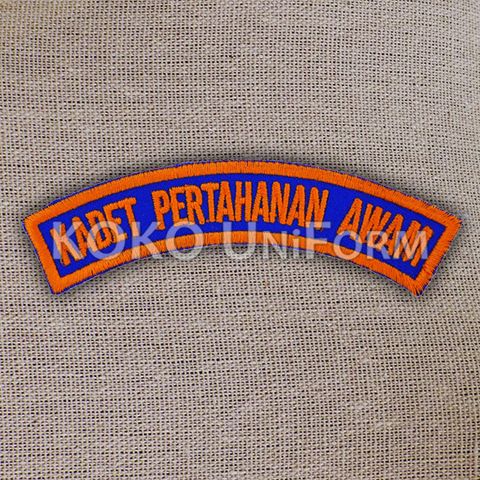 KADET PERTAHANAN AWAM
KOKO UNiFORM